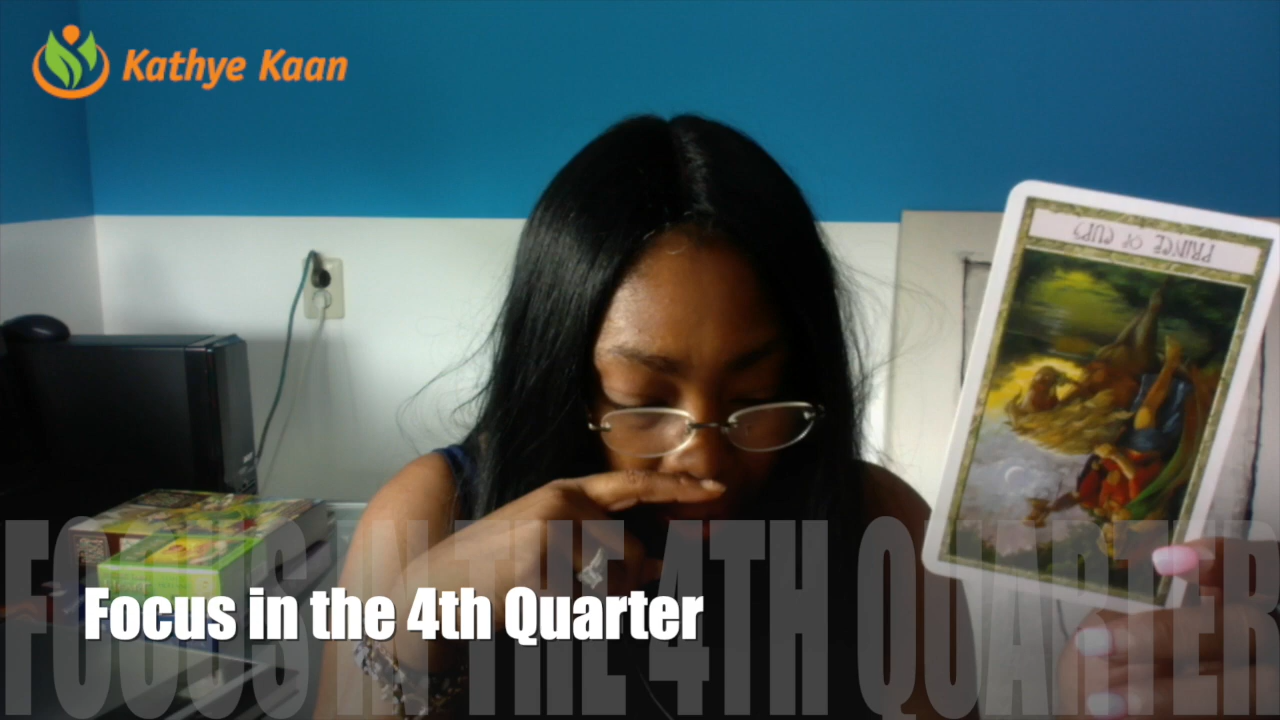 Kathye Kaan
PRINCE OF CUPS
FOCUS IN THE 4TH QUARTER
Focus in the 4th Quarter